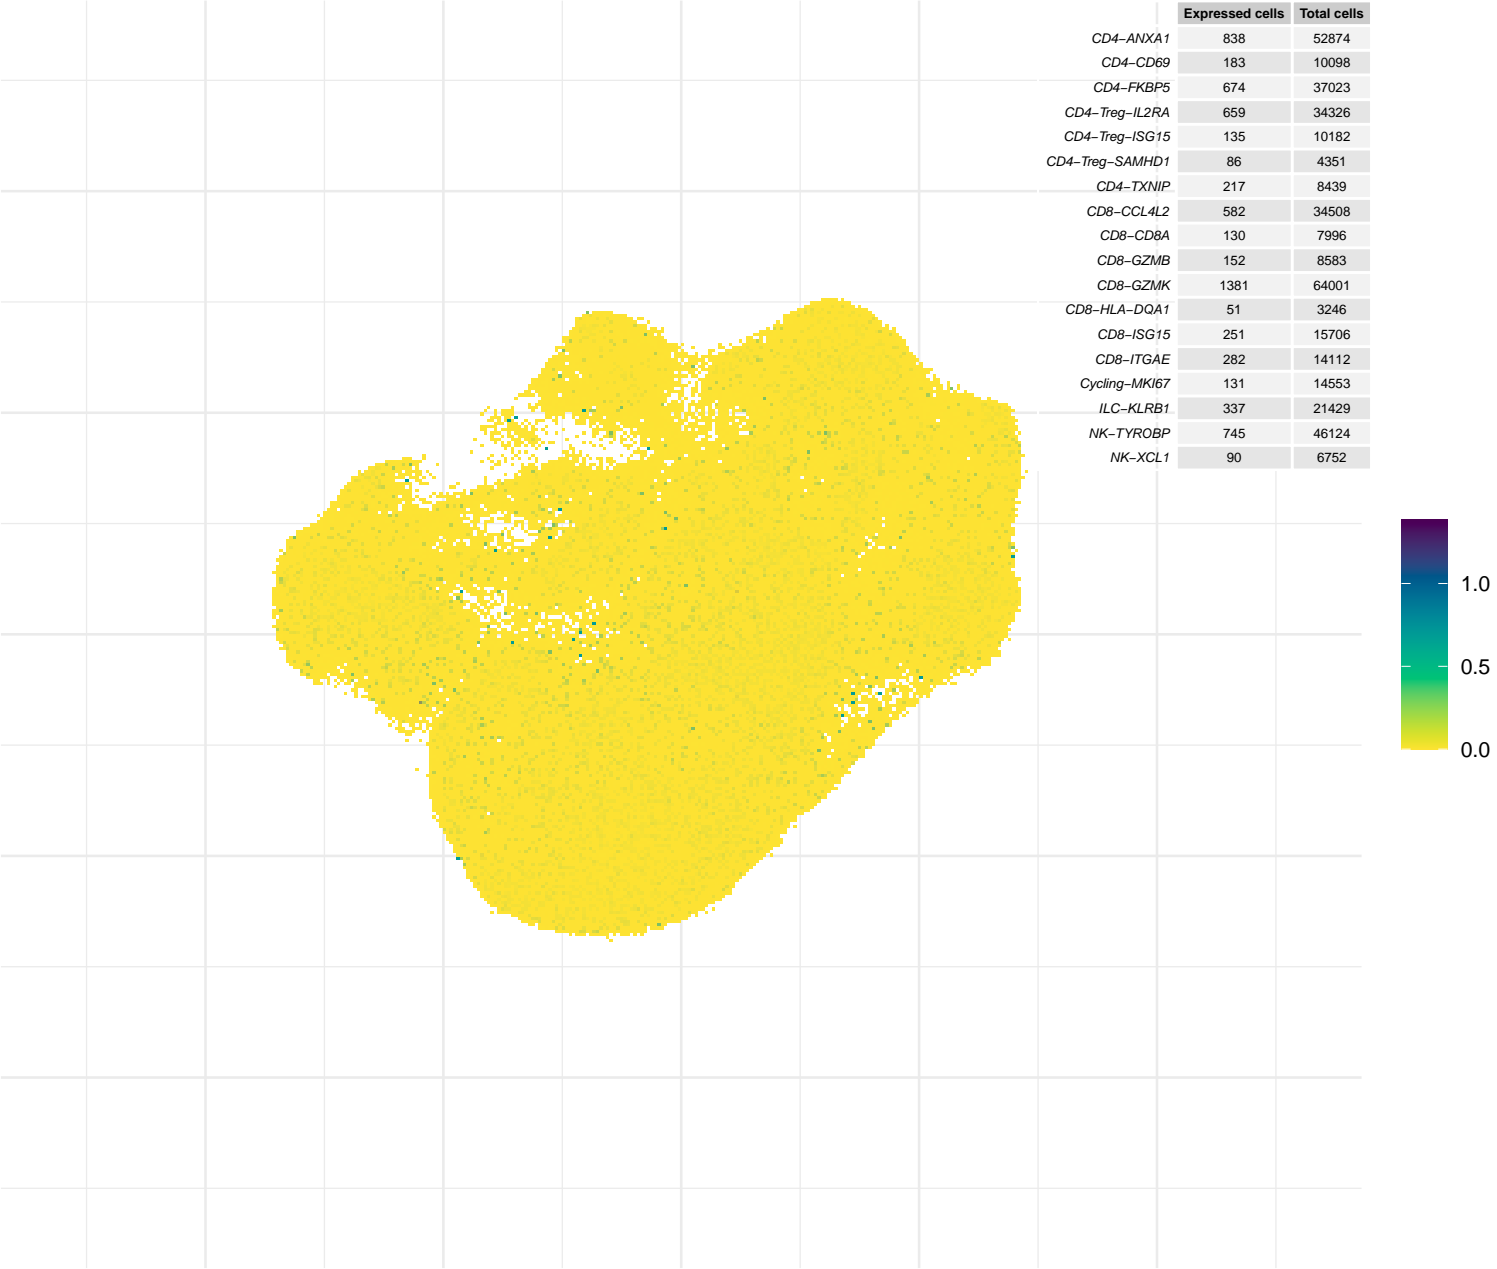 Expressed cells Total cells
CD4−ANXA1 838 52874
CD4−CD69 183 10098
CD4−FKBP5 674 37023
CD4−Treg−IL2RA 659 34326
CD4−Treg−ISG15 135 10182
CD4−Treg−SAMHD1 86 4351
CD4−TXNIP 217 8439
CD8−CCL4L2 582 34508
CD8−CD8A 130 7996
CD8−GZMB 152 8583
CD8−GZMK 1381 64001
CD8−HLA−DQA1 51 3246
CD8−ISG15 251 15706
CD8−ITGAE 282 14112
Cycling−MKI67 131 14553
ILC−KLRB1 337 21429
NK−TYROBP 745 46124
NK−XCL1 90 6752
1.0
0.5
0.0